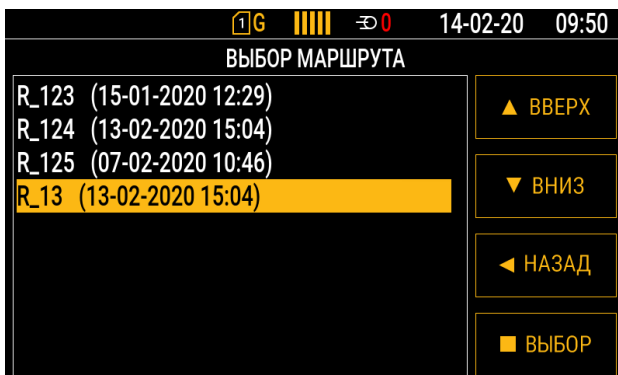 1 G 0 14-02-20 09:50
ВЫБОР МАРШРУТА
R_123 (15-01-2020 12:29)
R_124 (13-02-2020 15:04)
R_125 (07-02-2020 10:46)
R_13 (13-02-2020 15:04)
▲ ВВЕРХ
▼ ВНИЗ
◀ НАЗАД
■ ВЫБОР